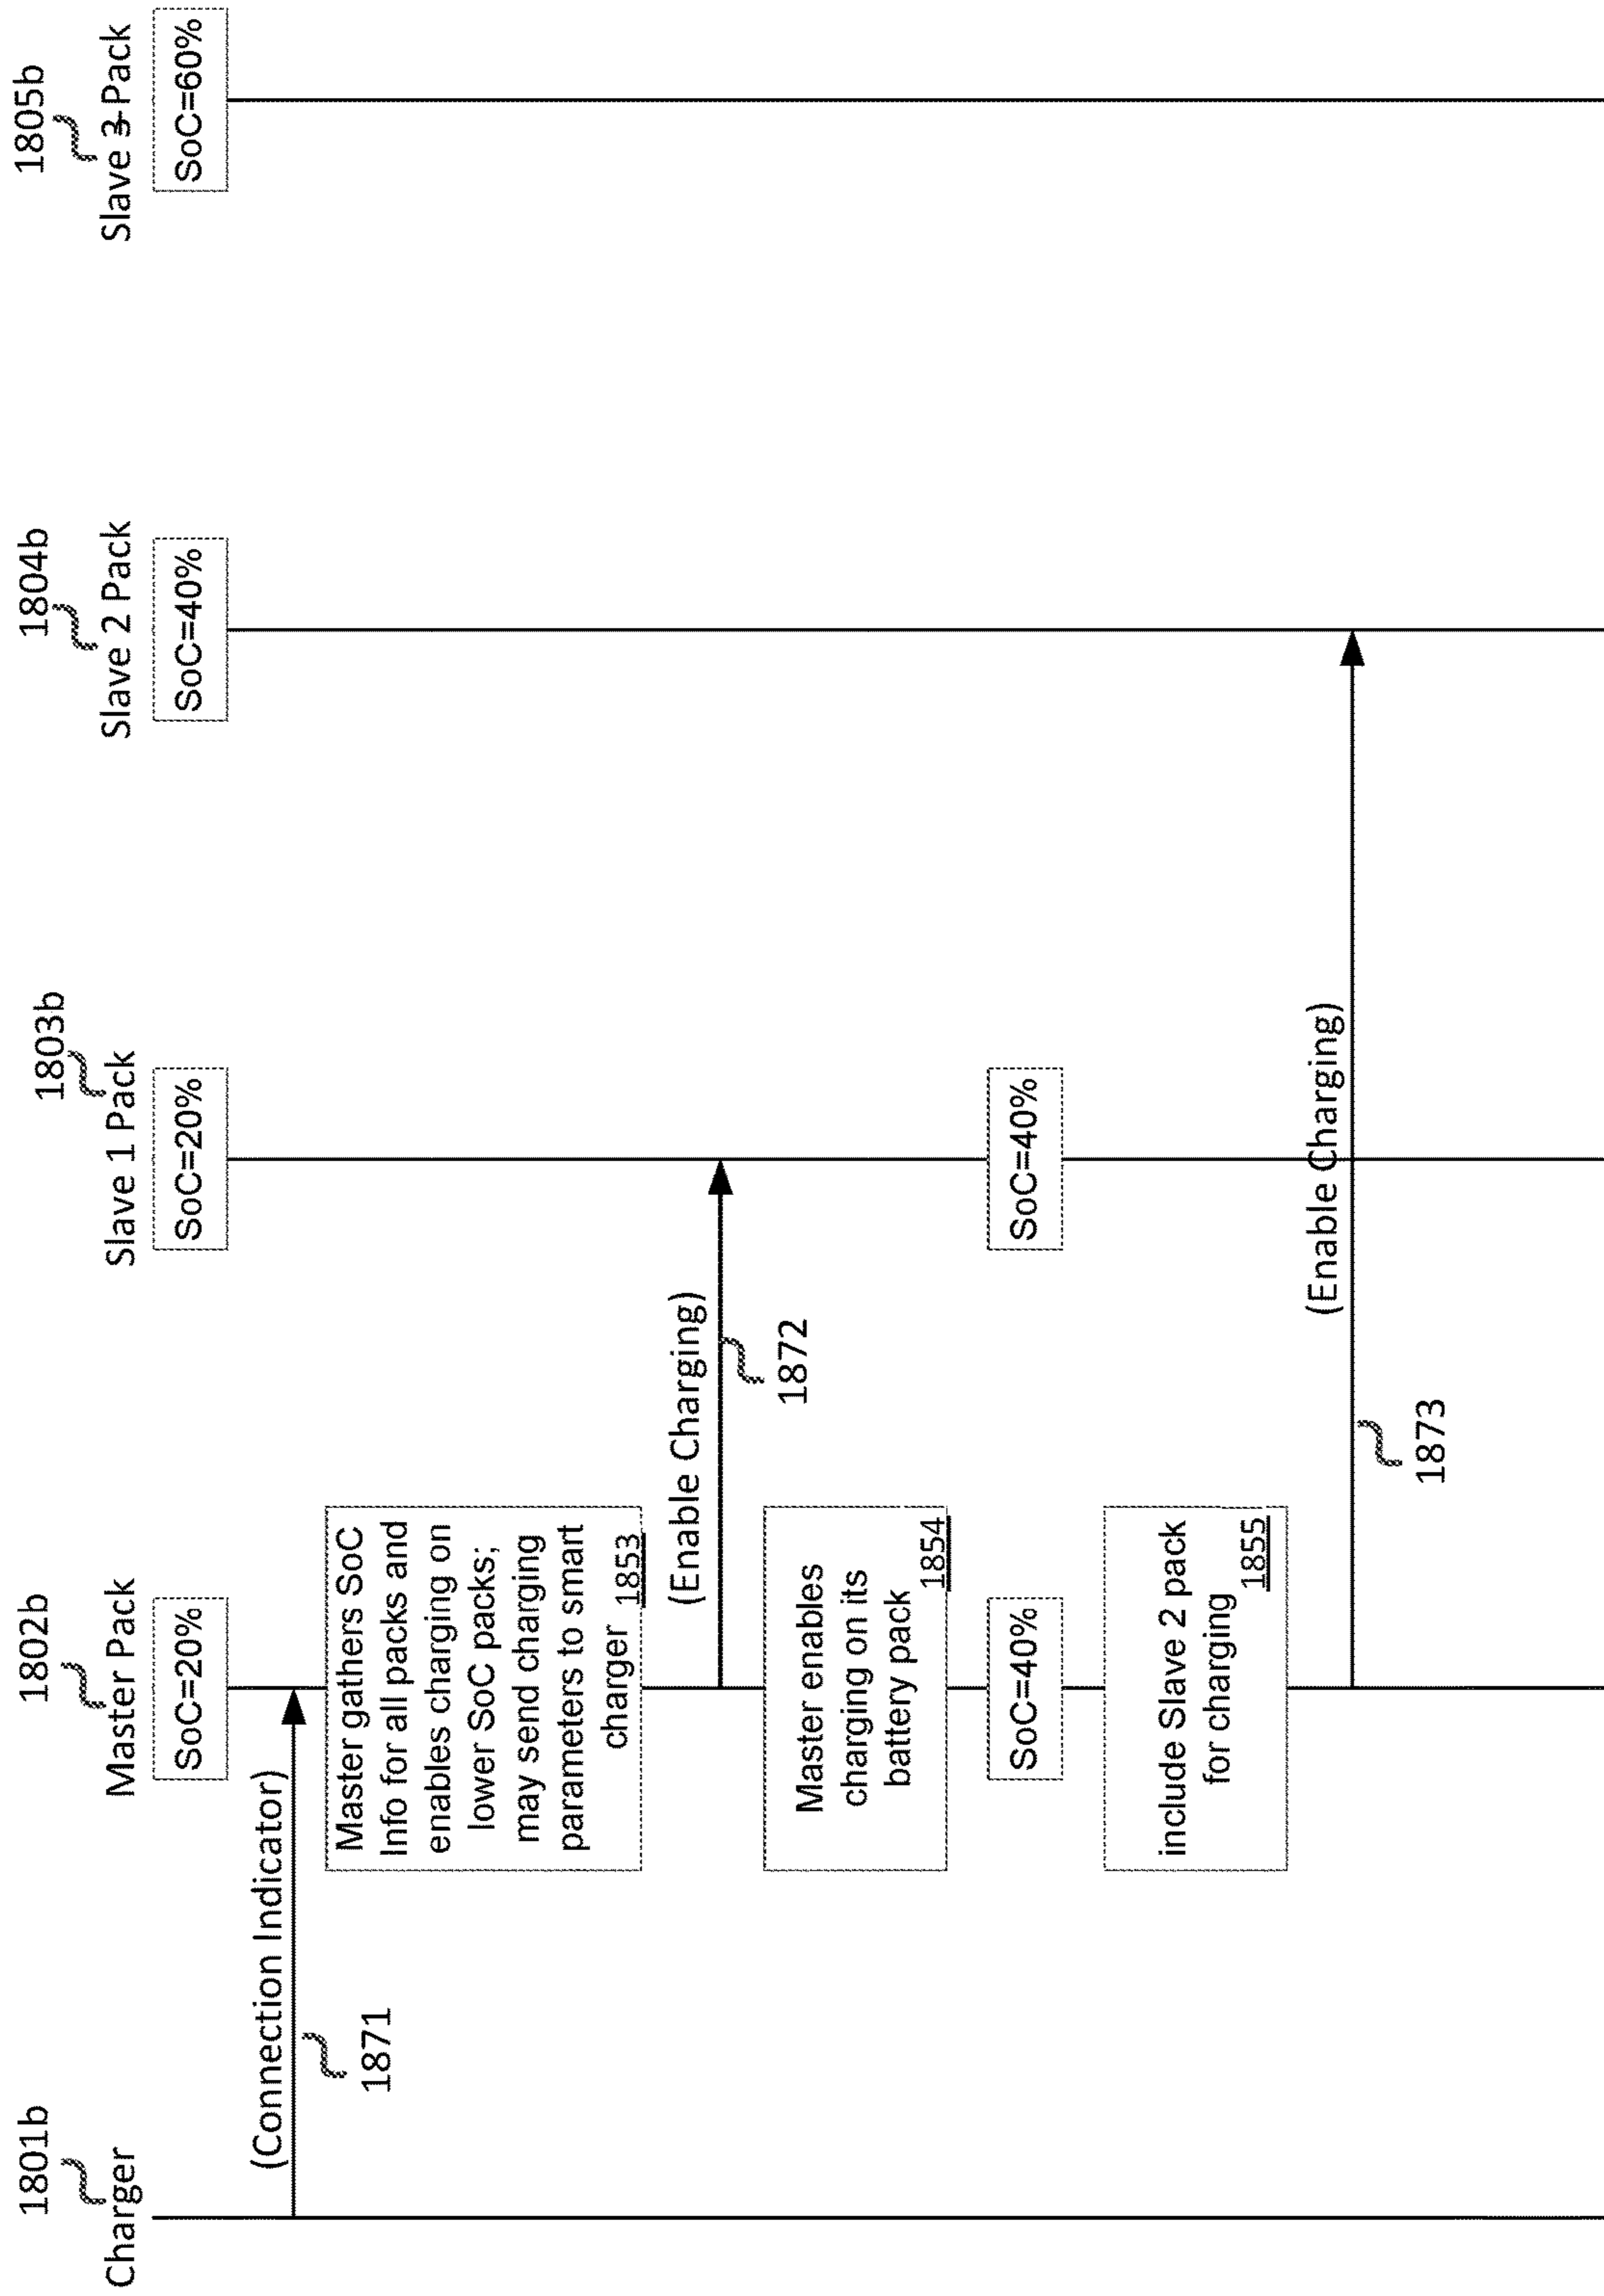 1801b
1802b
1803b
1804b
1805b
Charger
Master Pack
Slave 1 Pack
Slave 2 Pack
Slave 3 Pack
SoC=20%
SoC=20%
SoC=40%
SoC=60%
(Connection Indicator)
1871
Master gathers SoC
Info for all packs and
enables charging on
lower SoC packs;
may send charging
parameters to smart
charger 1853
(Enable Charging)
1872
Master enables
charging on its
battery pack
1854
SoC=40%
SoC=40%
include Slave 2 pack
for charging
1855
(Enable Charging)
1873